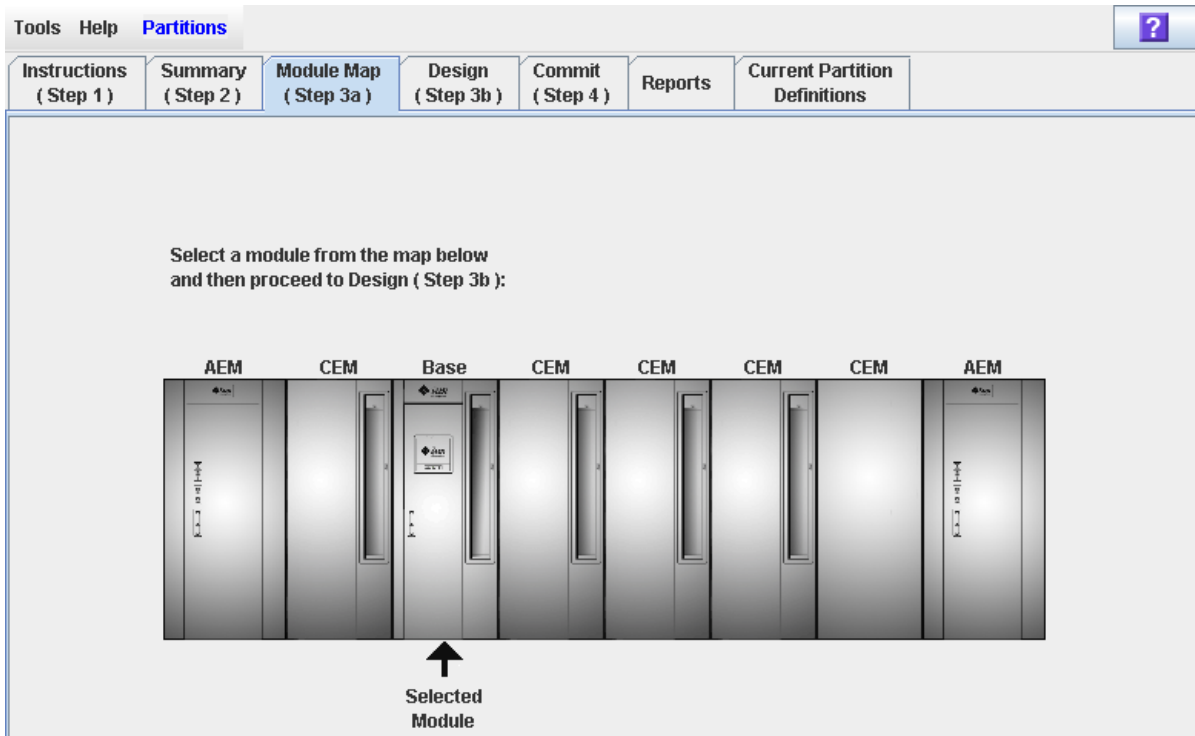 Tools Help Partitions ?
Instructions Summary Module Map Design Commit Reports Current Partition
( Step 1 ) ( Step 2 ) ( Step 3a ) ( Step 3b ) ( Step 4 ) Definitions
Select a module from the map below
and then proceed to Design ( Step 3b ):
AEM CEM Base CEM CEM CEM CEM AEM
Selected
Module